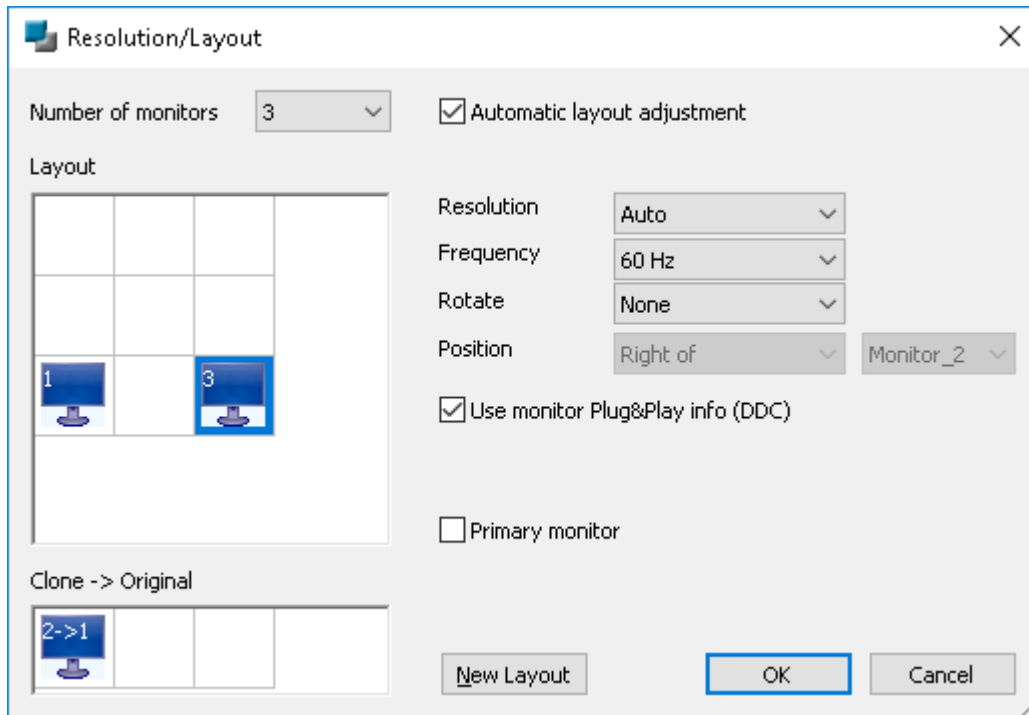 Resolution/Layout
Number of monitors
3
Automatic layout adjustment
Layout
Resolution
Auto
Frequency
60 Hz
Rotate
None
Position
Right of
Monitor_2
1
3
Use monitor Plug&Play info (DDC)
Primary monitor
Clone -> Original
2->1
New Layout
OK
Cancel